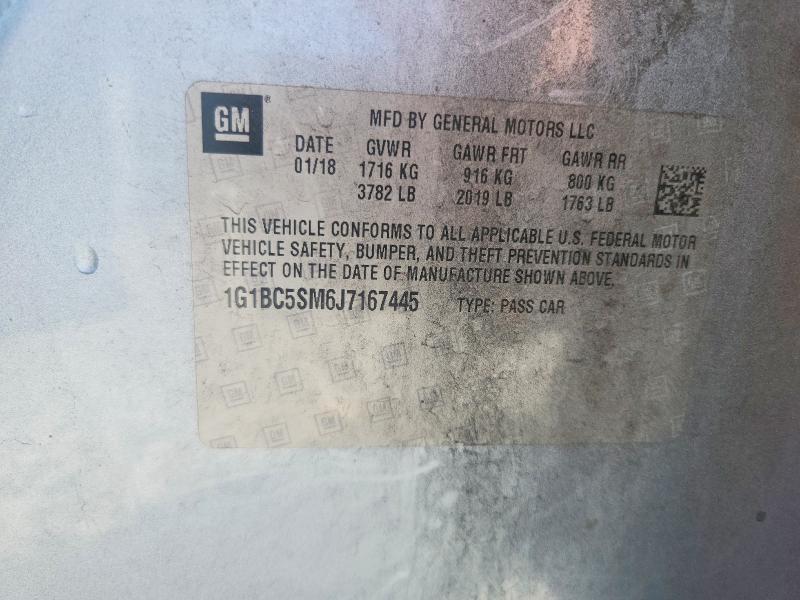 GM
MFD BY GENERAL MOTORS LLC
DATE GVWR GAWR FRT GAWR RR
01/18 1716 KG 916 KG 800 KG
3782 LB 2019 LB 1763 LB
THIS VEHICLE CONFORMS TO ALL APPLICABLE U.S. FEDERAL MOTOR
VEHICLE SAFETY, BUMPER, AND THEFT PREVENTION STANDARDS IN
EFFECT ON THE DATE OF MANUFACTURE SHOWN ABOVE.
1G1BC5SM6J7167445 TYPE: PASS CAR